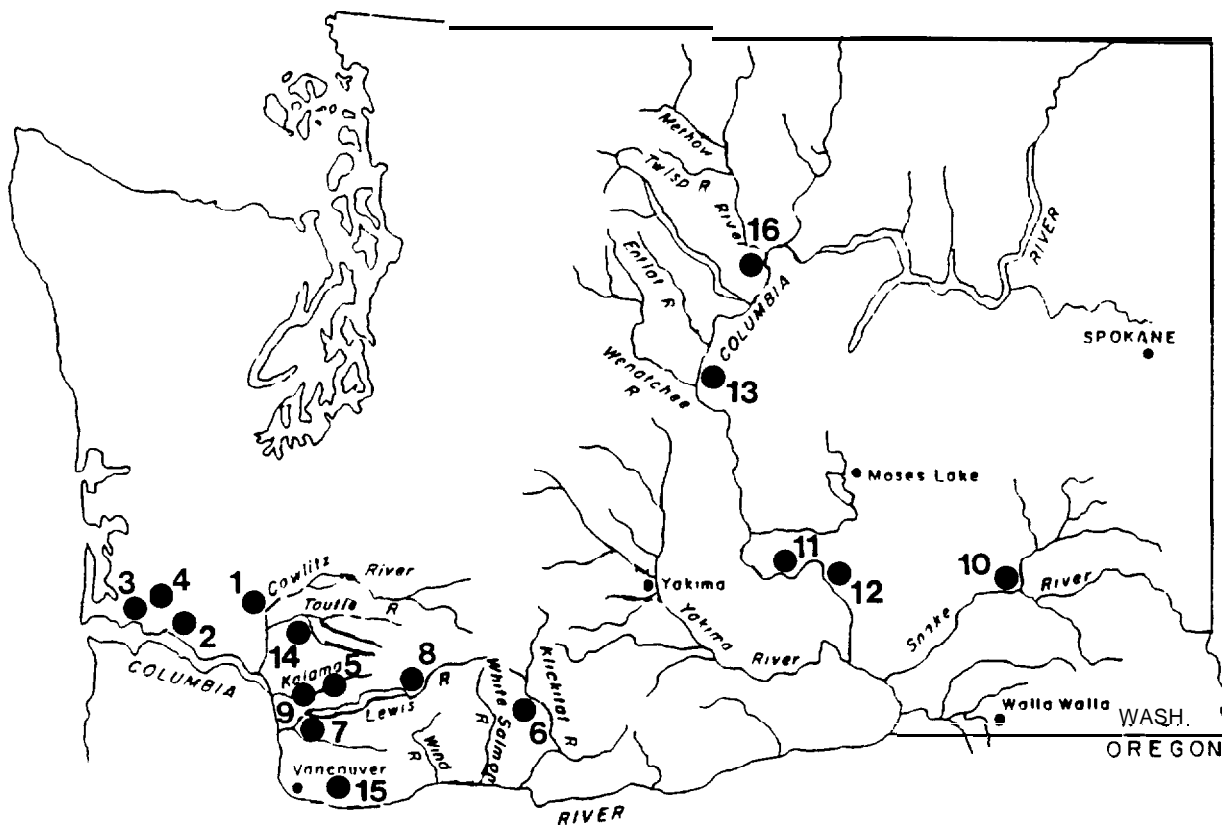 Methow
Twisp R
River
16
RIVER
Entiat R
COLUMBIA
SPOKANE
Wenatchee R
13
Moses Lake
11
12
10
3
4
1
Cowlitz River
Yakima
2
Toutle R
Yakima River
Snake River
14
COLUMBIA
Kalama
5
8
Klickitat R
9
Lewis R
White Salmon R
6
7
Wind R
Walla Walla
WASH.
OREGON
Vancouver
15
RIVER